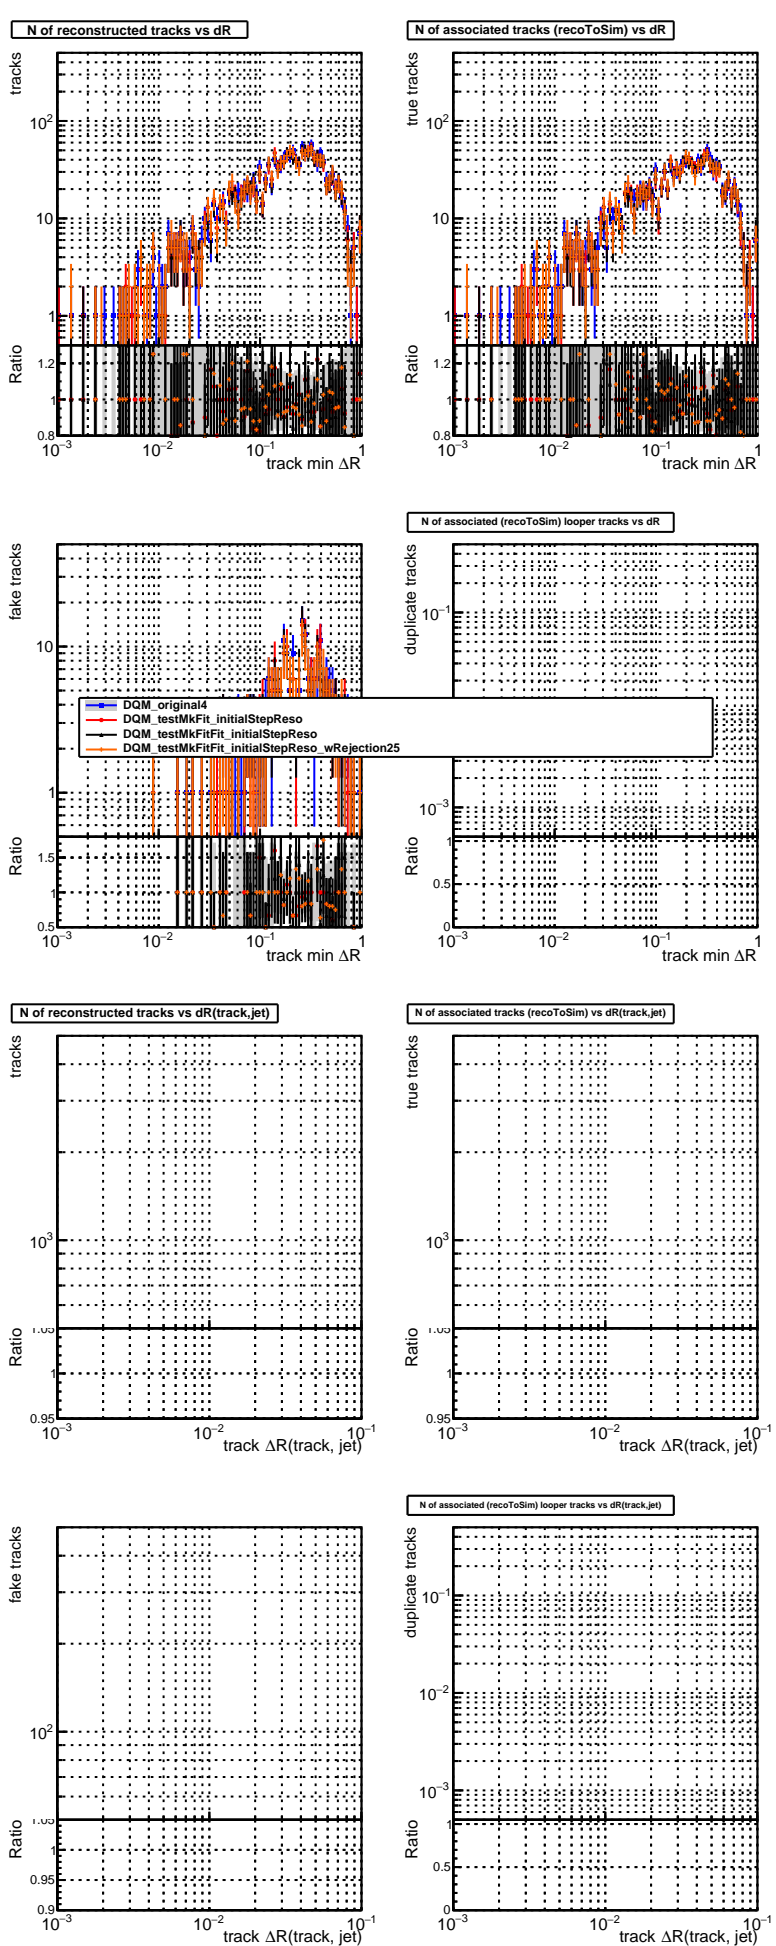 N of reconstructed tracks vs dR
tracks
10²
10
1
Ratio
1.2
1
0.8
10⁻³ 10⁻² 10⁻¹ 1
track min ΔR
N of associated tracks (recoToSim) vs dR
true tracks
10²
10
1
Ratio
1.2
1
0.8
10⁻³ 10⁻² 10⁻¹ 1
track min ΔR
fake tracks
10
1
Ratio
1.5
1
0.5
10⁻³ 10⁻² 10⁻¹ 1
track min ΔR
N of associated (recoToSim) looper tracks vs dR
duplicate tracks
10⁻¹
10⁻³
Ratio
1
0.5
0
10⁻³ 10⁻² 10⁻¹ 1
track min ΔR
DQM_original4
DQM_testMkFit_initialStepReso
DQM_testMkFitFit_initialStepReso
DQM_testMkFitFit_initialStepReso_wRejection25
N of reconstructed tracks vs dR(track,jet)
tracks
10³
Ratio
1.05
1
0.95
10⁻³ 10⁻² 10⁻¹
track ΔR(track, jet)
N of associated tracks (recoToSim) vs dR(track,jet)
true tracks
10³
Ratio
1.05
1
0.95
10⁻³ 10⁻² 10⁻¹
track ΔR(track, jet)
fake tracks
10²
Ratio
1.05
1
0.95
0.9
10⁻³ 10⁻² 10⁻¹
track ΔR(track, jet)
N of associated (recoToSim) looper tracks vs dR(track,jet)
duplicate tracks
10⁻¹
10⁻²
10⁻³
Ratio
1
0.5
0
10⁻³ 10⁻² 10⁻¹
track ΔR(track, jet)